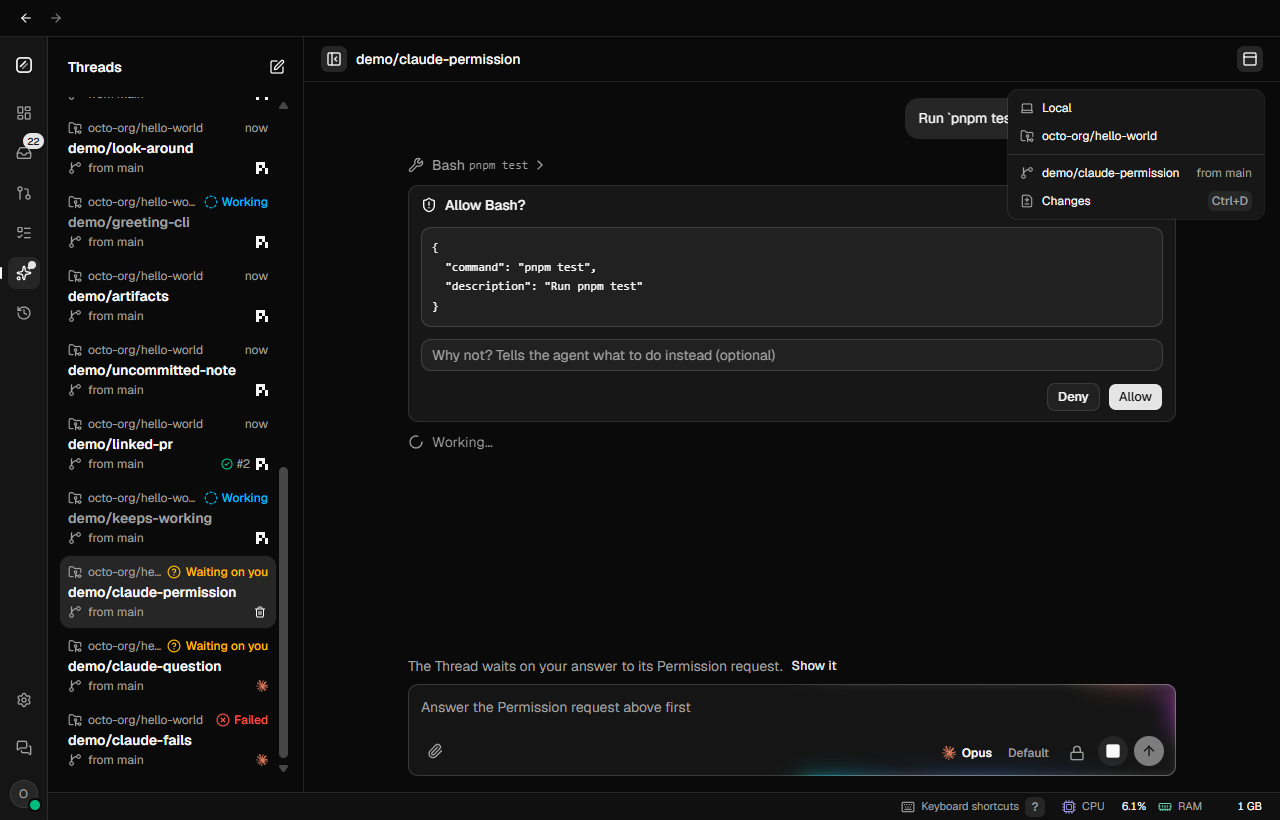 Threads
demo/claude-permission
22
octo-org/hello-world now
demo/look-around
from main
octo-org/hello-wo... Working
demo/greeting-cli
from main
octo-org/hello-world now
demo/artifacts
from main
octo-org/hello-world now
demo/uncommitted-note
from main
octo-org/hello-world now
demo/linked-pr
from main #2
octo-org/hello-wo... Working
demo/keeps-working
from main
octo-org/he... Waiting on you
demo/claude-permission
from main
octo-org/he... Waiting on you
demo/claude-question
from main
octo-org/hello-world Failed
demo/claude-fails
from main
O
Run `pnpm tes
Local
octo-org/hello-world
demo/claude-permission from main
Changes Ctrl+D
Bash pnpm test
Allow Bash?
{
"command": "pnpm test",
"description": "Run pnpm test"
}
Why not? Tells the agent what to do instead (optional)
Deny Allow
Working...
The Thread waits on your answer to its Permission request. Show it
Answer the Permission request above first
Opus Default
Keyboard shortcuts ? CPU 6.1% RAM 1 GB